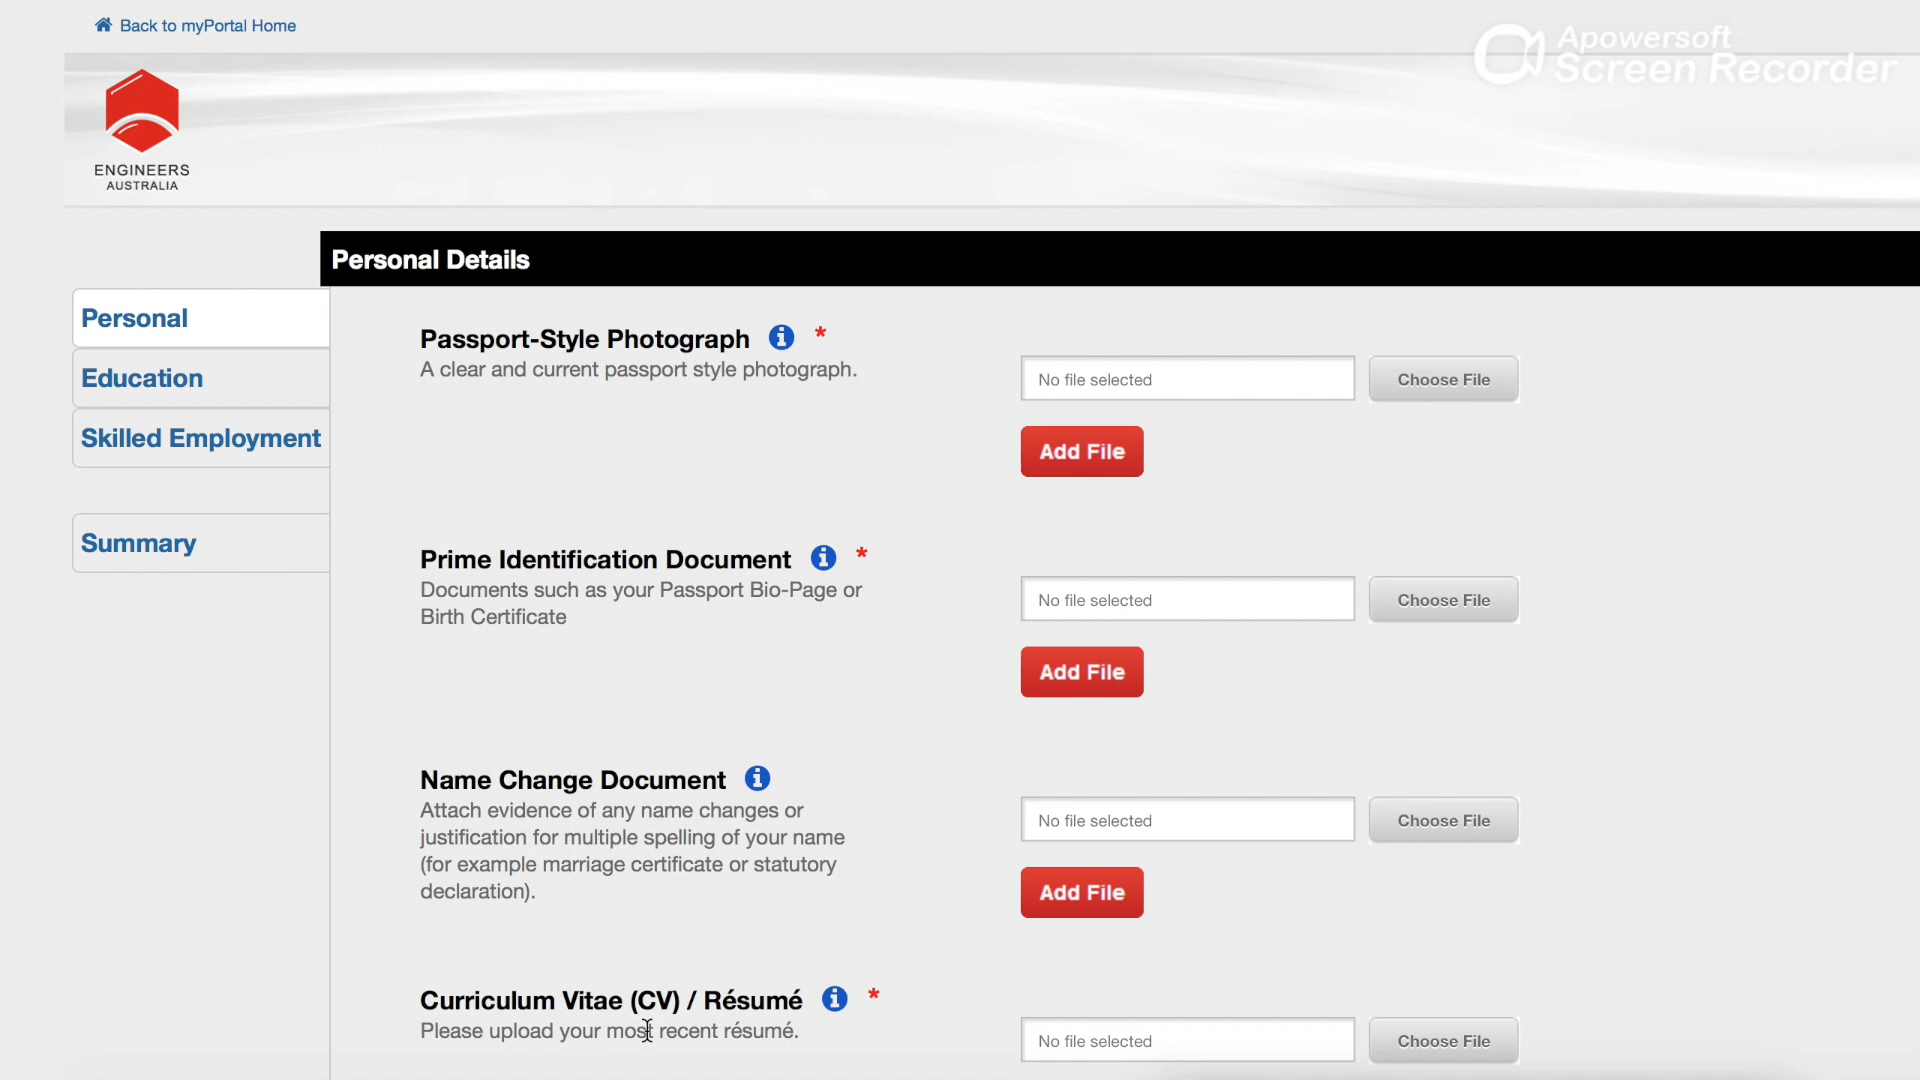 Back to myPortal Home
Apowersoft
Screen Recorder
ENGINEERS
AUSTRALIA
Personal Details
Personal
Education
Skilled Employment
Summary
Passport-Style Photograph *
A clear and current passport style photograph.
No file selected
Choose File
Add File
Prime Identification Document *
Documents such as your Passport Bio-Page or
Birth Certificate
No file selected
Choose File
Add File
Name Change Document
Attach evidence of any name changes or
justification for multiple spelling of your name
(for example marriage certificate or statutory
declaration).
No file selected
Choose File
Add File
Curriculum Vitae (CV) / Résumé *
Please upload your most recent résumé.
No file selected
Choose File